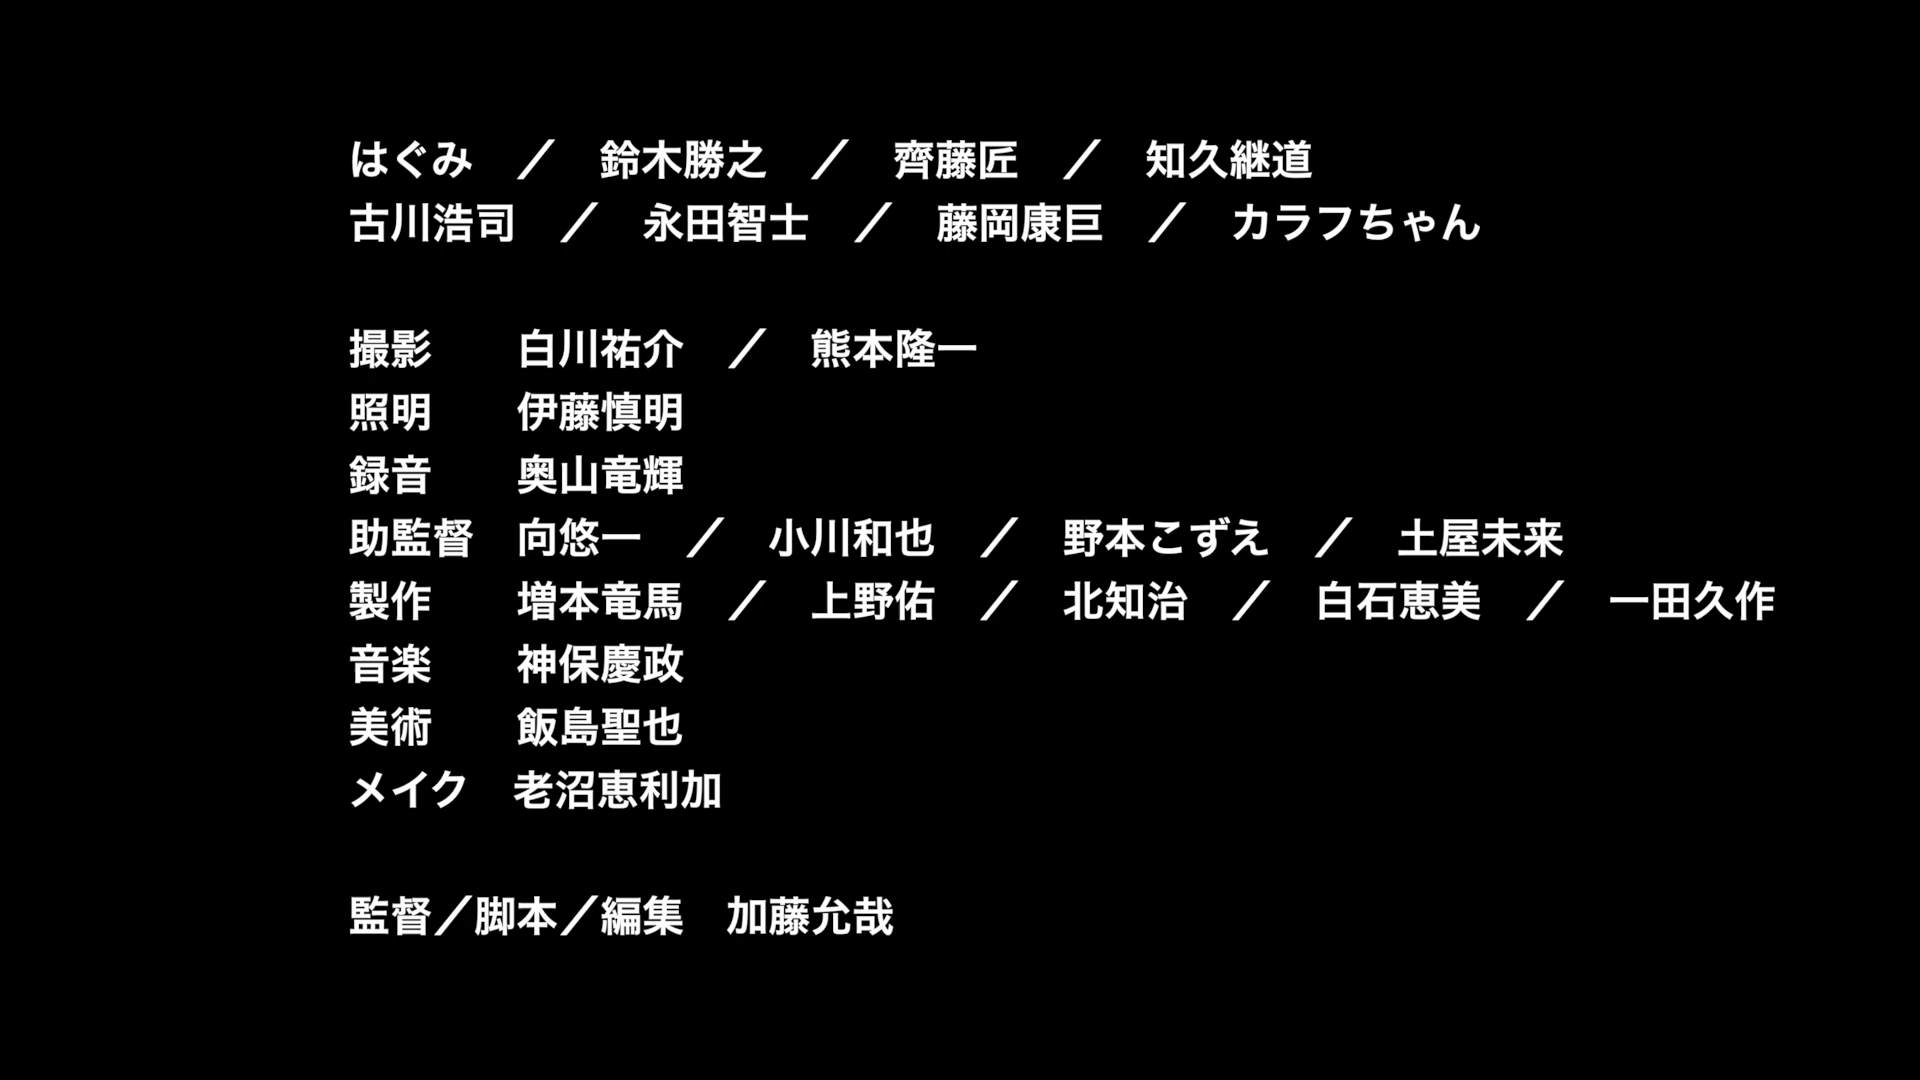 はぐみ　／　鈴木勝之　／　齊藤匠　／　知久継道
古川浩司　／　永田智士　／　藤岡康巨　／　カラフちゃん
撮影　　白川祐介　／　熊本隆一
照明　　伊藤慎明
録音　　奥山竜輝
助監督　向悠一　／　小川和也　／　野本こずえ　／　土屋未来
製作　　増本竜馬　／　上野佑　／　北知治　／　白石恵美　／　一田久作
音楽　　神保慶政
美術　　飯島聖也
メイク　老沼恵利加
監督／脚本／編集　加藤允哉